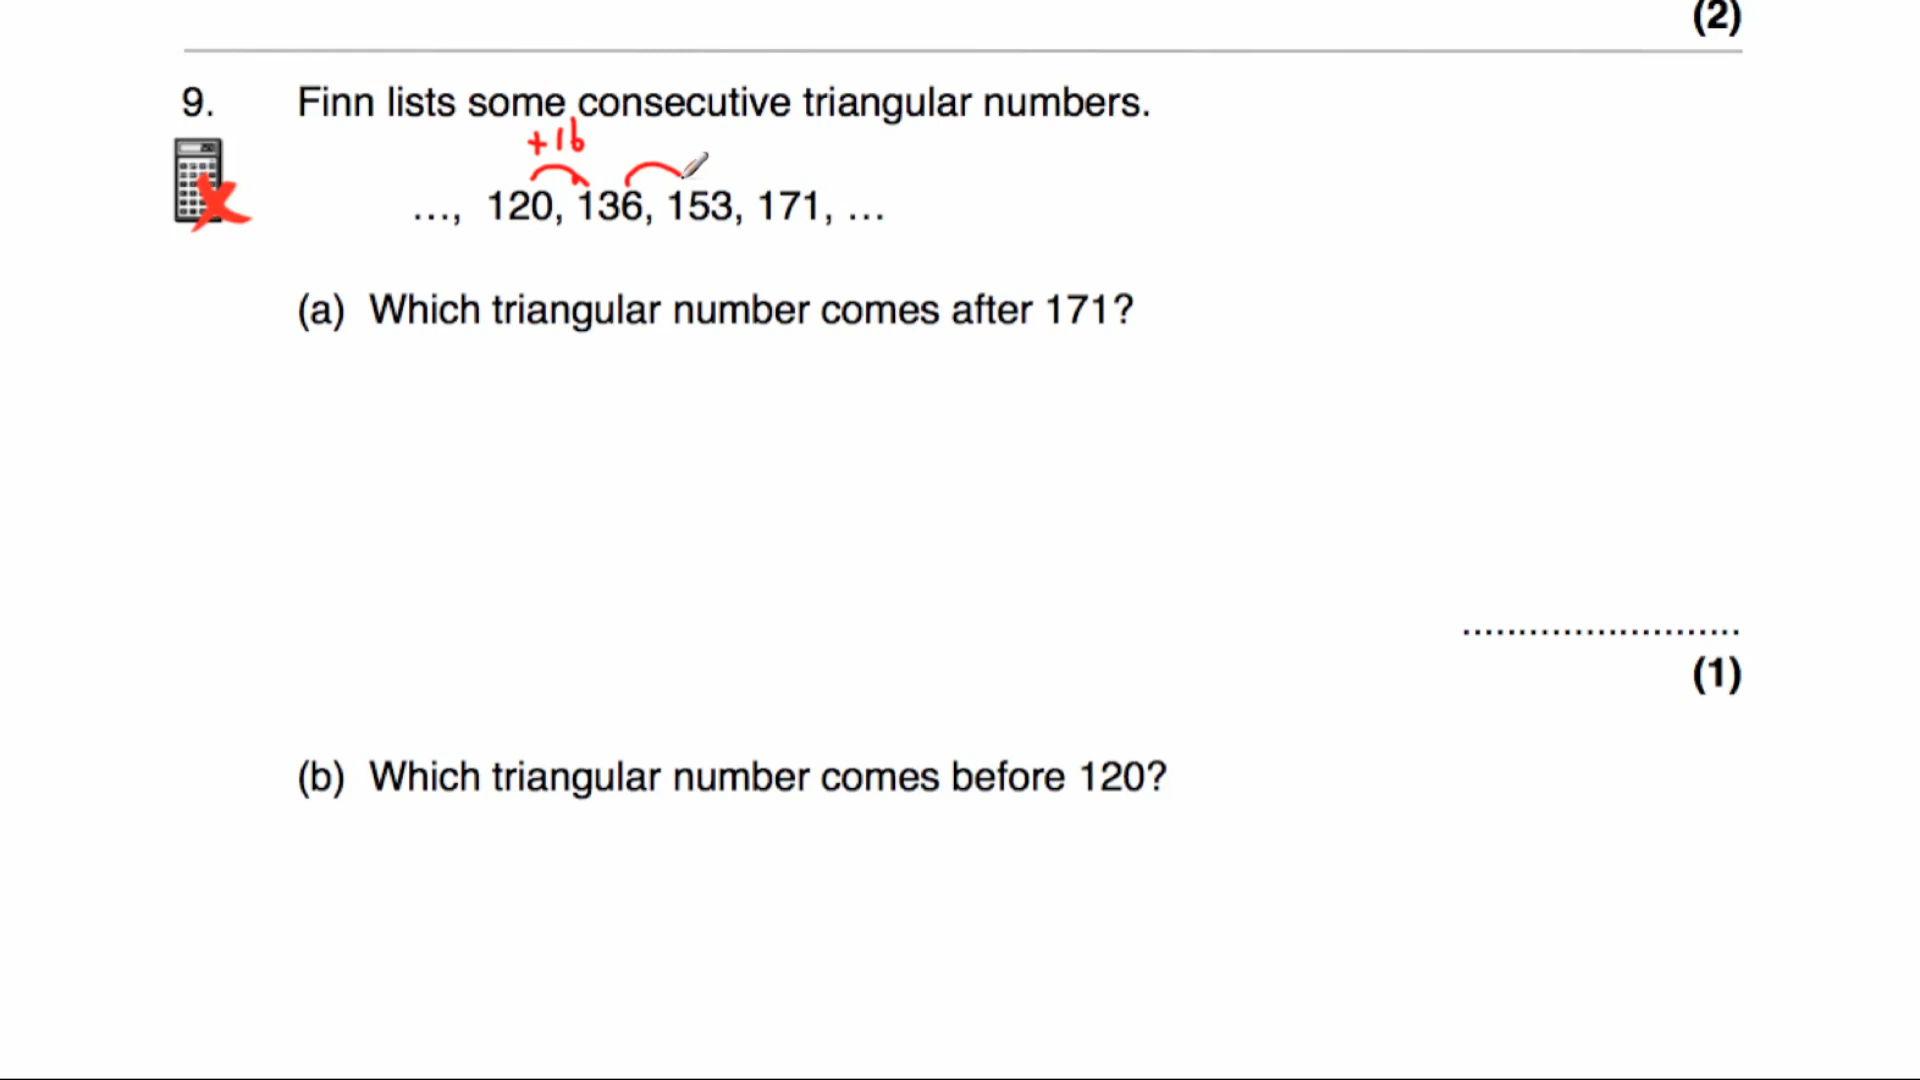 (2)
9. Finn lists some consecutive triangular numbers.
+16
..., 120, 136, 153, 171, ...
(a) Which triangular number comes after 171?
.........................
(1)
(b) Which triangular number comes before 120?